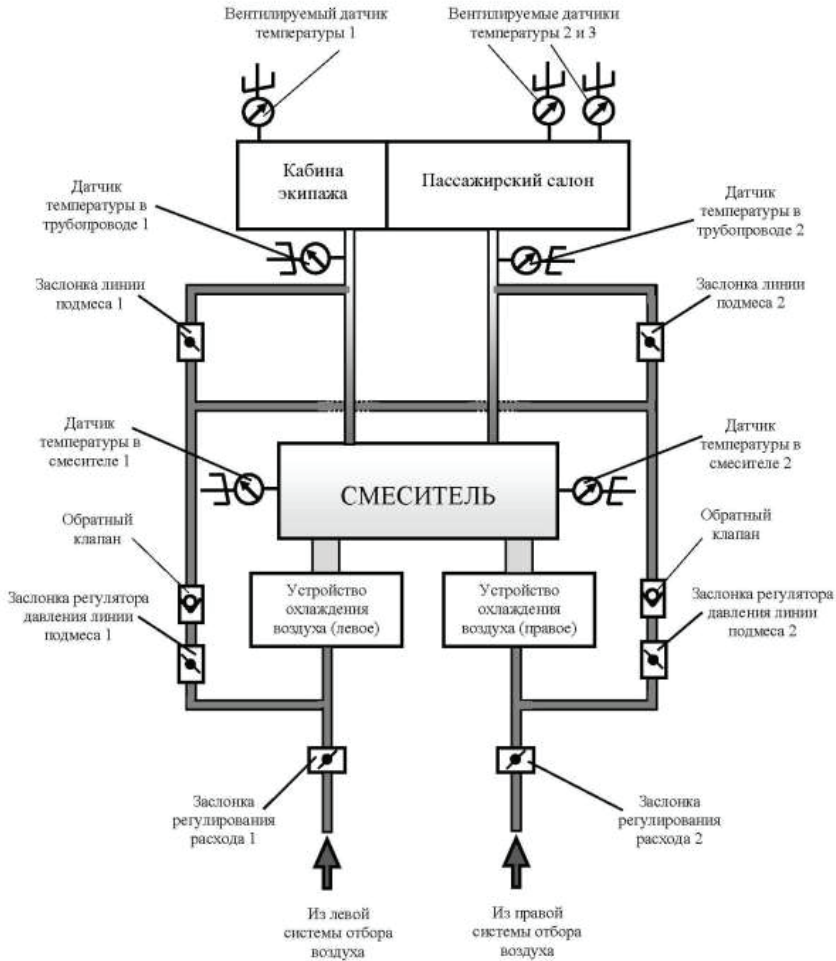 Вентилируемый датчик
температуры 1
Вентилируемые датчики
температуры 2 и 3
Кабина
экипажа
Пассажирский салон
Датчик
температуры в
трубопроводе 1
Датчик
температуры в
трубопроводе 2
Заслонка линии
подмеса 1
Заслонка линии
подмеса 2
Датчик
температуры в
смесителе 1
Датчик
температуры в
смесителе 2
СМЕСИТЕЛЬ
Обратный
клапан
Обратный
клапан
Устройство
охлаждения
воздуха (левое)
Устройство
охлаждения
воздуха (правое)
Заслонка регулятора
давления линии
подмеса 1
Заслонка регулятора
давления линии
подмеса 2
Заслонка
регулирования
расхода 1
Заслонка
регулирования
расхода 2
Из левой
системы отбора
воздуха
Из правой
системы отбора
воздуха